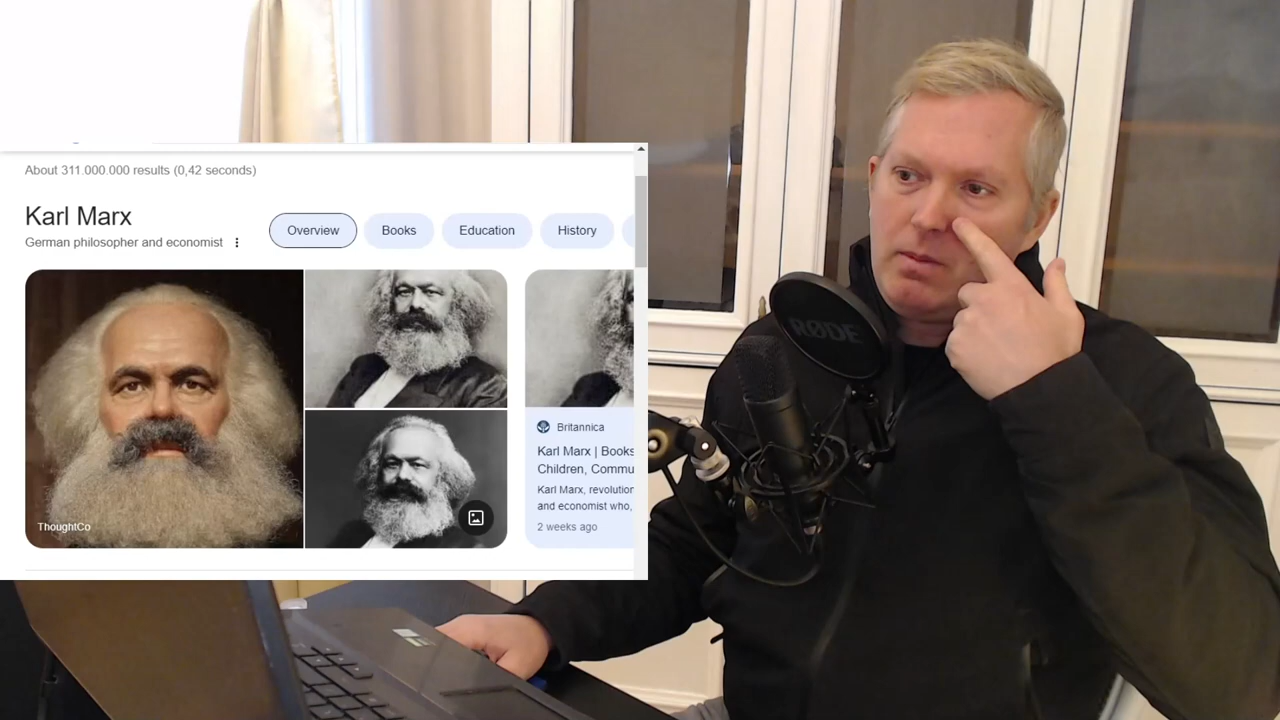 About 311.000.000 results (0,42 seconds)
Karl Marx
German philosopher and economist
Overview
Books
Education
History
ThoughtCo
Britannica
Karl Marx | Books
Children, Commu
Karl Marx, revolution
and economist who,
2 weeks ago
RØDE